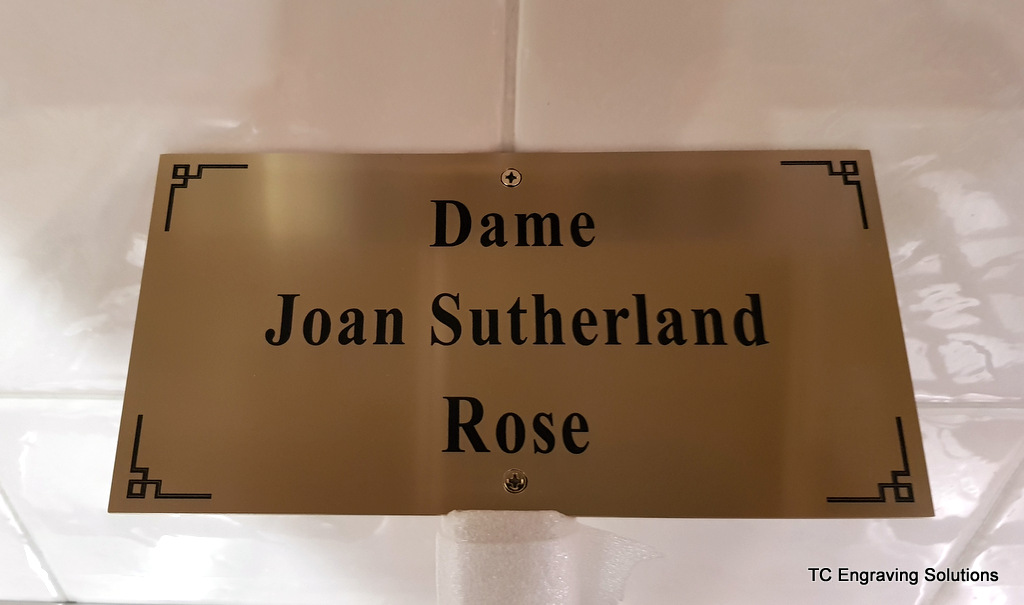 Dame
Joan Sutherland
Rose
TC Engraving Solutions